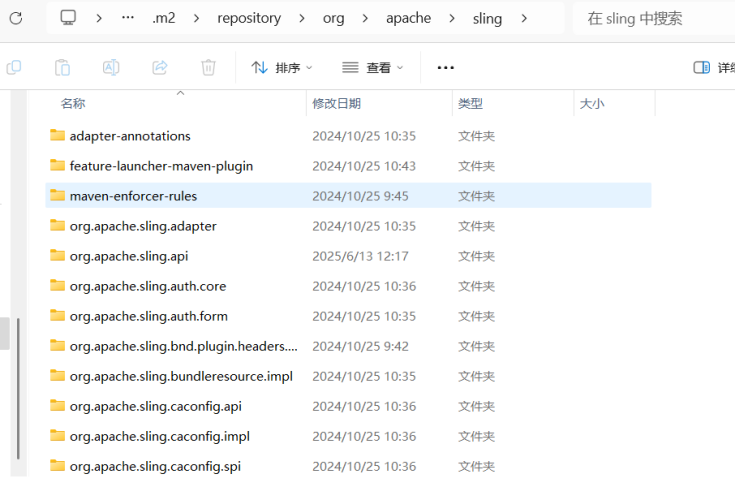 ··· .m2 repository org apache sling 在 sling 中搜索
排序 查看 ··· 详细
名称 修改日期 类型 大小
adapter-annotations 2024/10/25 10:35 文件夹
feature-launcher-maven-plugin 2024/10/25 10:43 文件夹
maven-enforcer-rules 2024/10/25 9:45 文件夹
org.apache.sling.adapter 2024/10/25 10:35 文件夹
org.apache.sling.api 2025/6/13 12:17 文件夹
org.apache.sling.auth.core 2024/10/25 10:36 文件夹
org.apache.sling.auth.form 2024/10/25 10:35 文件夹
org.apache.sling.bnd.plugin.headers.... 2024/10/25 9:42 文件夹
org.apache.sling.bundleresource.impl 2024/10/25 10:35 文件夹
org.apache.sling.caconfig.api 2024/10/25 10:36 文件夹
org.apache.sling.caconfig.impl 2024/10/25 10:36 文件夹
org.apache.sling.caconfig.spi 2024/10/25 10:36 文件夹